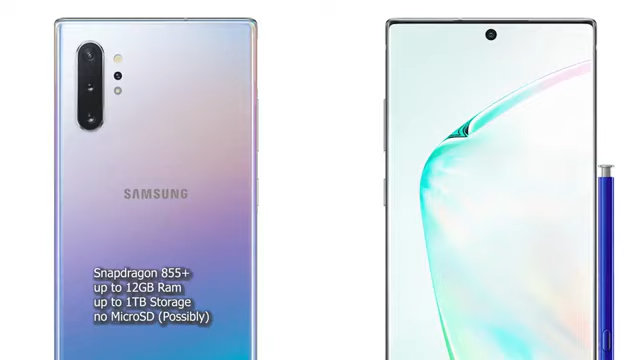 SAMSUNG
Snapdragon 855+
up to 12GB Ram
up to 1TB Storage
no MicroSD (Possibly)